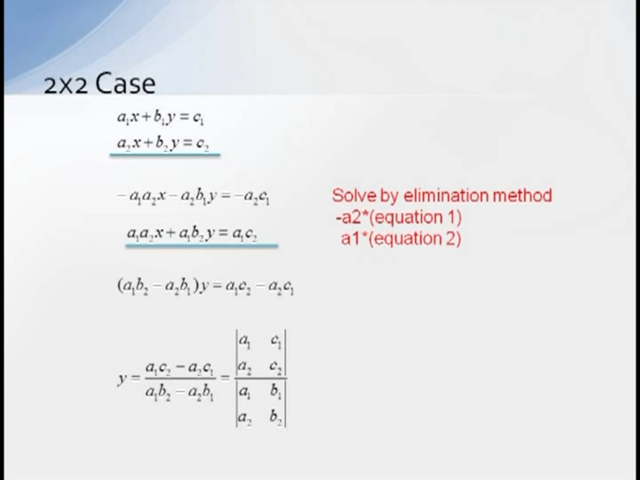 2x2 Case
a₁x + b₁y = c₁
a₂x + b₂y = c₂
− a₁a₂x − a₂b₁y = −a₂c₁
Solve by elimination method
-a2*(equation 1)
a₁a₂x + a₁b₂y = a₁c₂
a1*(equation 2)
(a₁b₂ − a₂b₁)y = a₁c₂ − a₂c₁
y = (a₁c₂ − a₂c₁)/(a₁b₂ − a₂b₁) = |a₁ c₁; a₂ c₂|/|a₁ b₁; a₂ b₂|